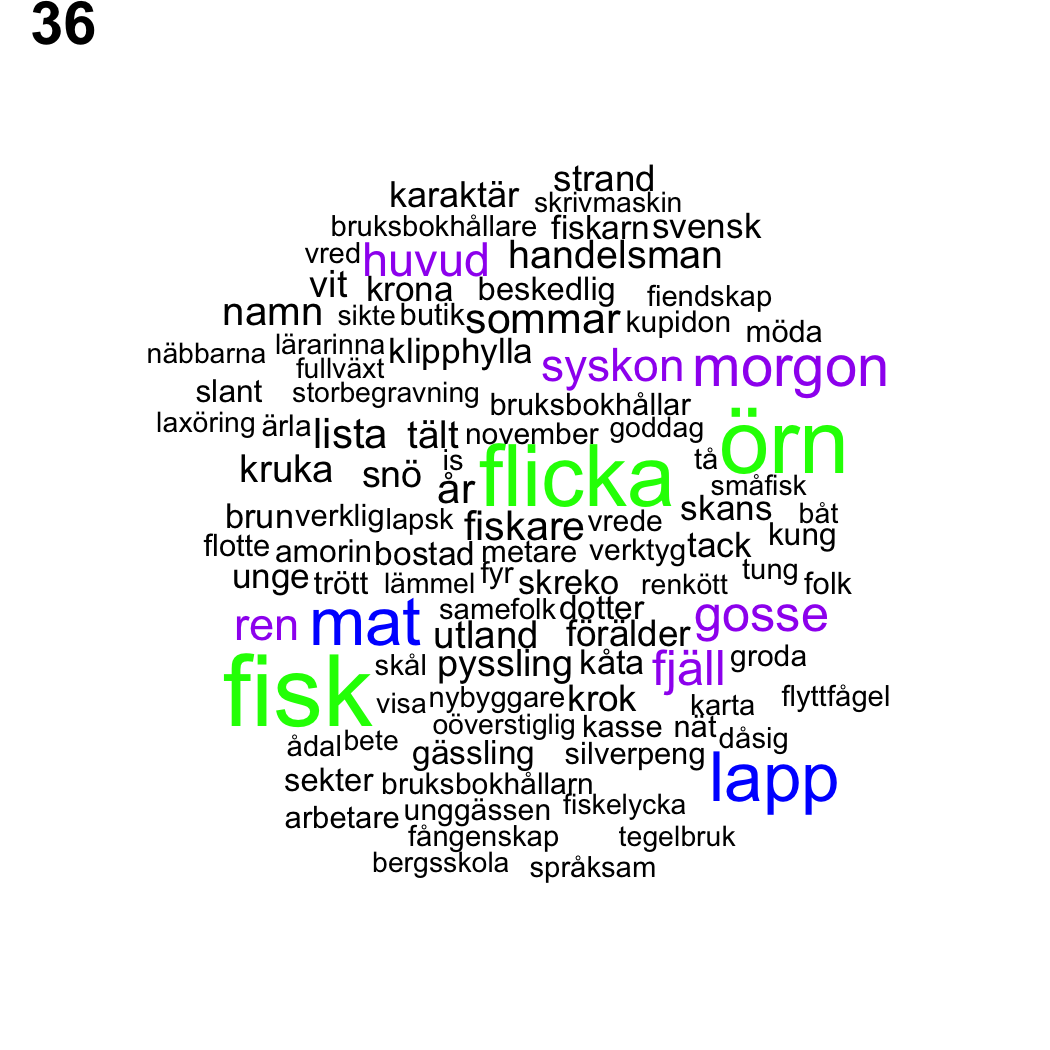 36
strand
karaktär skrivmaskin
bruksbokhållare fiskarn svensk
vred huvud handelsman
vit krona beskedlig fiendskap
namn sikte butik sommar kupidon möda
näbbarna lärarinna klipphylla syskon morgon
fullväxt
slant storbegravning bruksbokhållar
laxöring ärla lista tält november goddag örn
kruka snö is flicka tå småfisk
år
brun verklig lapsk fiskare vrede skans båt
flotte amorin bostad metare verktyg tack kung
unge trött lämmel fyr skreko renkött tung folk
ren mat samefolk dotter gosse
utland förälder
fisk skål pyssling kåta fjäll groda
visa nybyggare krok karta flyttfågel
oöverstiglig kasse nät dåsig
ådal bete gässling silverpeng lapp
sekter bruksbokhållarn
arbetare unggässen fiskelycka
fångenskap tegelbruk
bergsskola språksam